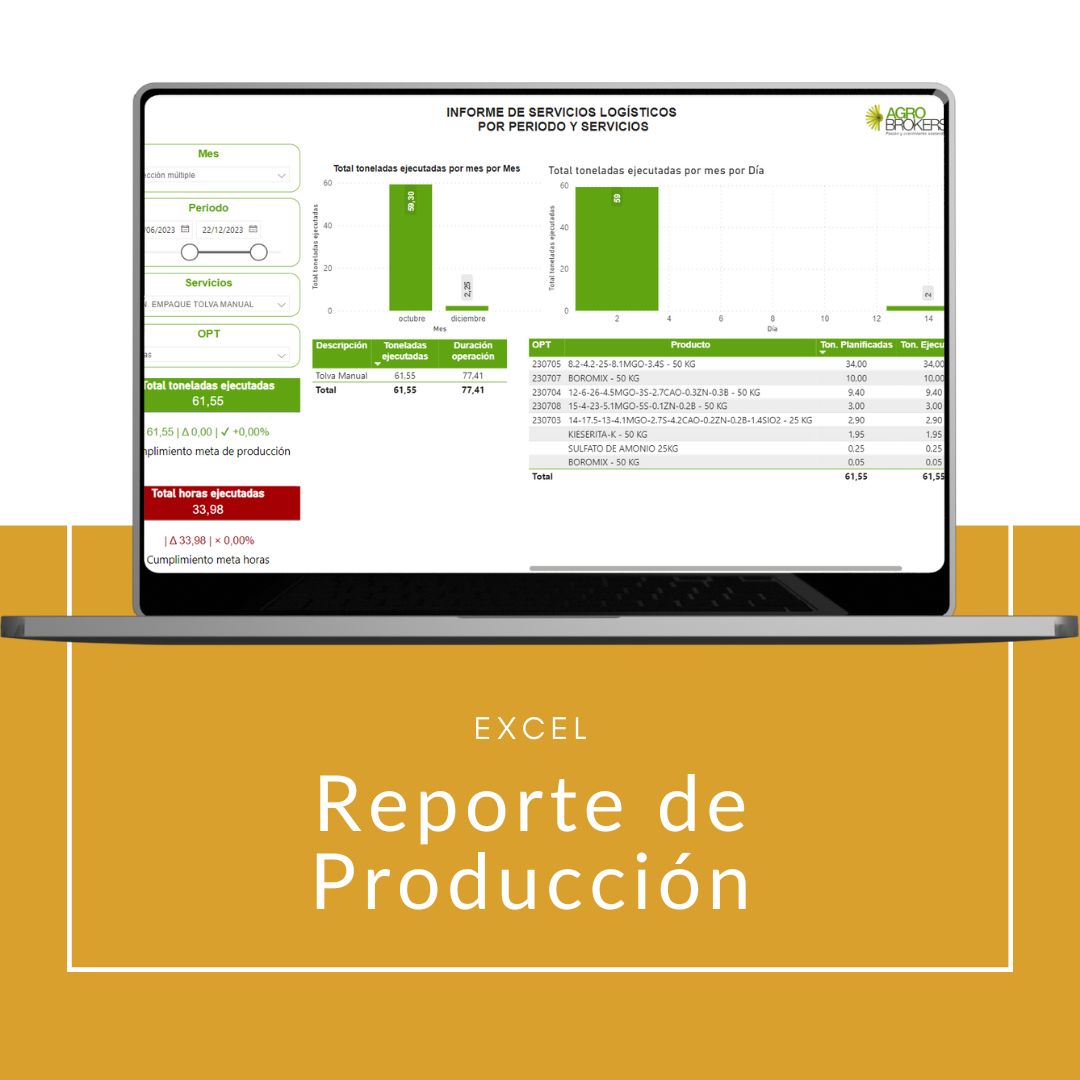 INFORME DE SERVICIOS LOGÍSTICOS
POR PERIODO Y SERVICIOS
AGRO
BROKERS
Mes
cción múltiple
Periodo
/06/2023 22/12/2023
Servicios
N. EMPAQUE TOLVA MANUAL
OPT
as
Total toneladas ejecutadas
61,55
61,55 | Δ 0,00 | ✓ +0,00%
mplimiento meta de producción
Total horas ejecutadas
33,98
| Δ 33,98 | × 0,00%
Cumplimiento meta horas
Total toneladas ejecutadas por mes por Mes
Total toneladas ejecutadas
60
40
20
0
59,30
2,25
octubre diciembre
Mes
Descripción Toneladas ejecutadas Duración operación
Tolva Manual 61,55 77,41
Total 61,55 77,41
Total toneladas ejecutadas por mes por Día
Total toneladas ejecutadas
60
40
20
0
59
2
2 4 6 8 10 12 14
Día
OPT Producto Ton. Planificadas Ton. Ejecu
230705 8.2-4.2-25-8.1MGO-3.4S - 50 KG 34,00 34,00
230707 BOROMIX - 50 KG 10,00 10,00
230704 12-6-26-4.5MGO-3S-2.7CAO-0.3ZN-0.3B - 50 KG 9,40 9,40
230708 15-4-23-5.1MGO-5S-0.1ZN-0.2B - 50 KG 3,00 3,00
230703 14-17.5-13-4.1MGO-2.7S-4.2CAO-0.2ZN-0.2B-1.4SIO2 - 25 KG 2,90 2,90
KIESERITA-K - 50 KG 1,95 1,95
SULFATO DE AMONIO 25KG 0,25 0,25
BOROMIX - 50 KG 0,05 0,05
Total 61,55 61,55
EXCEL
Reporte de
Producción